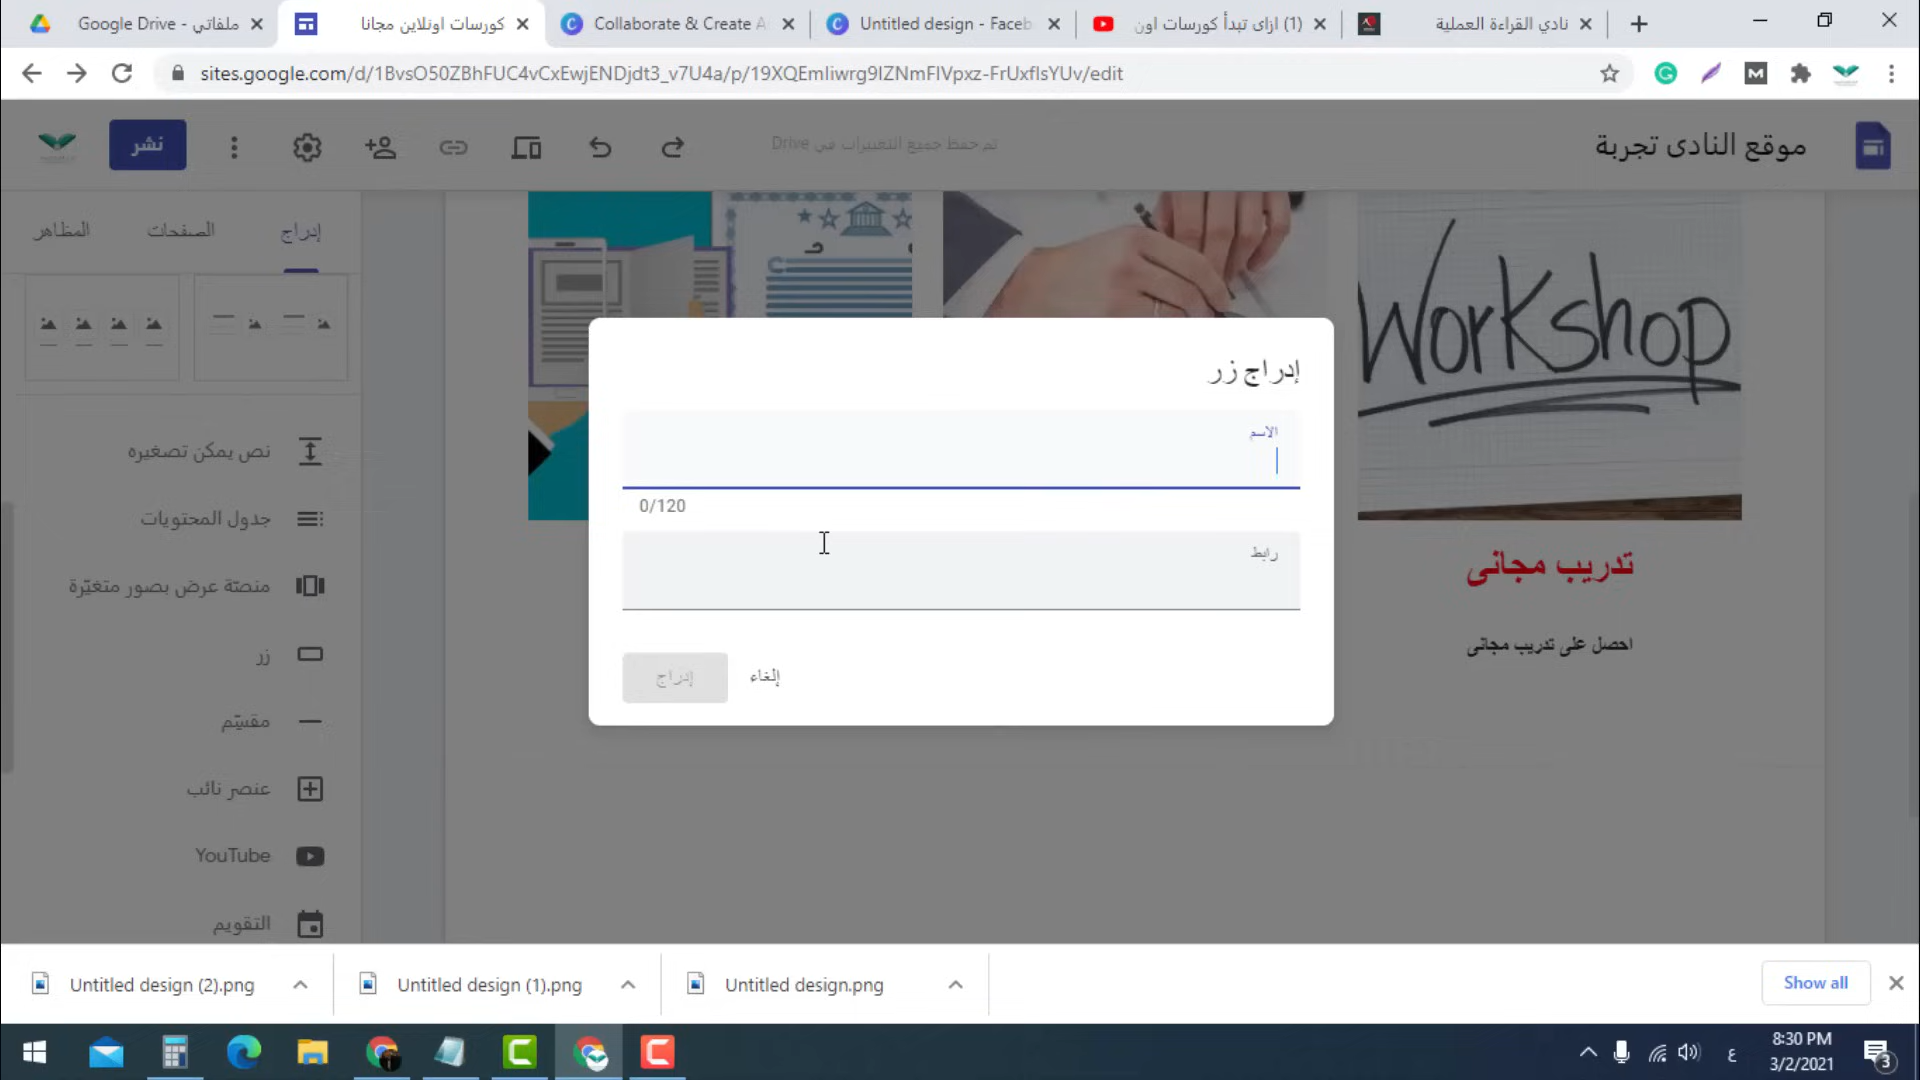 Google Drive - ملفاتي
كورسات اونلاين مجانا
Collaborate & Create A
Untitled design - Faceb
(1) ازاى تبدأ كورسات اون
نادي القراءة العملية
sites.google.com/d/1BvsO50ZBhFUC4vCxEwjENDjdt3_v7U4a/p/19XQEmliwrg9IZNmFlVpxz-FrUxflsYUv/edit
موقع النادى تجربة
تم حفظ جميع التغييرات في Drive
نشر
إدراج
الصفحات
المظاهر
Workshop
إدراج زر
الاسم
0/120
رابط
إلغاء
إدراج
تدريب مجانى
احصل على تدريب مجانى
نص يمكن تصغيره
جدول المحتويات
منصّة عرض بصور متغيّرة
زر
مقسِّم
عنصر نائب
YouTube
التقويم
Untitled design (2).png
Untitled design (1).png
Untitled design.png
Show all
ع
8:30 PM
3/2/2021
3